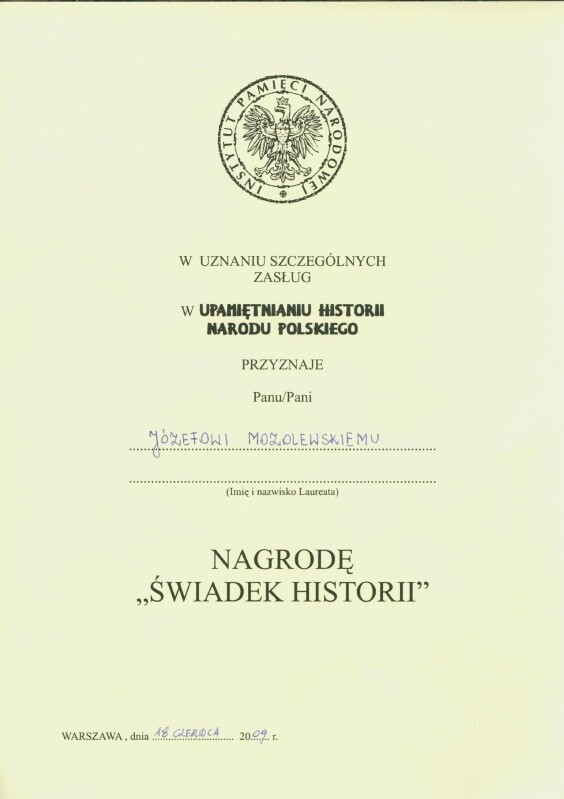 INSTYTUT PAMIĘCI NARODOWEJ
W UZNANIU SZCZEGÓLNYCH
ZASŁUG
W UPAMIĘTNIANIU HISTORII
NARODU POLSKIEGO
PRZYZNAJE
Panu/Pani
JÓZEFOWI MOZOLEWSKIEMU
(Imię i nazwisko Laureata)
NAGRODĘ
„ŚWIADEK HISTORII”
WARSZAWA , dnia 18 CZERWCA 2009 r.